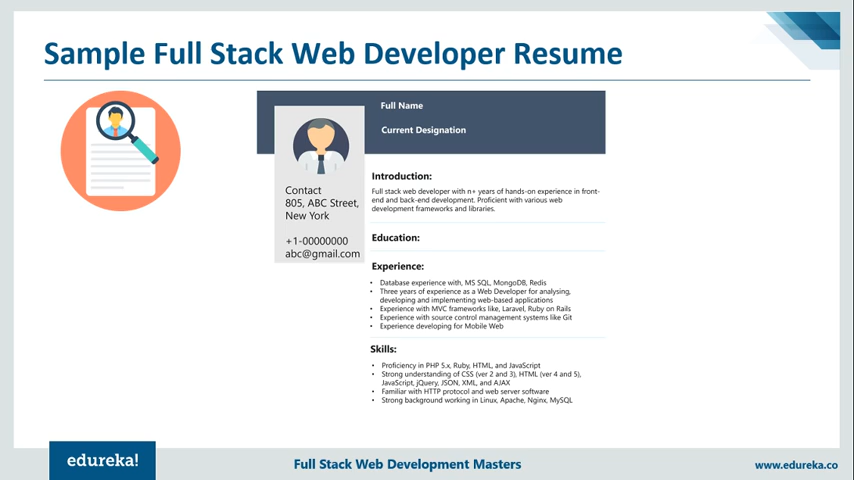 Sample Full Stack Web Developer Resume
Full Name
Current Designation
Contact
805, ABC Street,
New York
+1-00000000
abc@gmail.com
Introduction:
Full stack web developer with n+ years of hands-on experience in front-
end and back-end development. Proficient with various web
development frameworks and libraries.
Education:
Experience:
• Database experience with, MS SQL, MongoDB, Redis
• Three years of experience as a Web Developer for analysing,
developing and implementing web-based applications
• Experience with MVC frameworks like, Laravel, Ruby on Rails
• Experience with source control management systems like Git
• Experience developing for Mobile Web
Skills:
• Proficiency in PHP 5.x, Ruby, HTML, and JavaScript
• Strong understanding of CSS (ver 2 and 3), HTML (ver 4 and 5),
JavaScript, jQuery, JSON, XML, and AJAX
• Familiar with HTTP protocol and web server software
• Strong background working in Linux, Apache, Nginx, MySQL
edureka!
Full Stack Web Development Masters
www.edureka.co